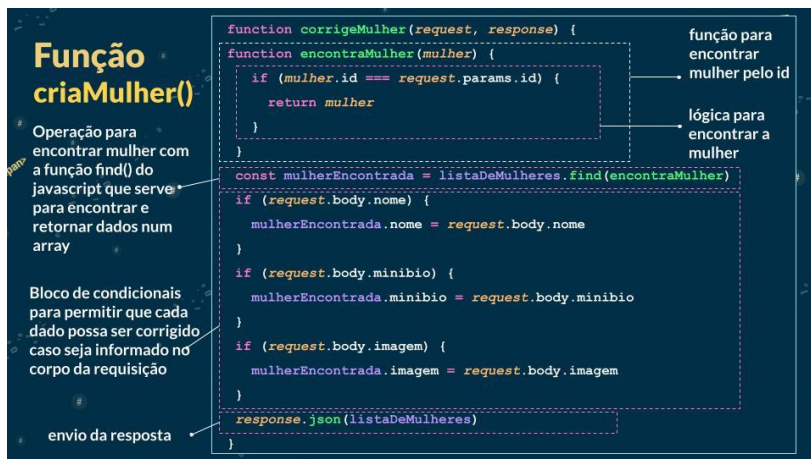 Função
criaMulher()
Operação para
encontrar mulher com
a função find() do
javascript que serve
para encontrar e
retornar dados num
array
Bloco de condicionais
para permitir que cada
dado possa ser corrigido
caso seja informado no
corpo da requisição
envio da resposta
function corrigeMulher(request, response) {
function encontraMulher(mulher) {
if (mulher.id === request.params.id) {
return mulher
}
}
const mulherEncontrada = listaDeMulheres.find(encontraMulher)
if (request.body.nome) {
mulherEncontrada.nome = request.body.nome
}
if (request.body.minibio) {
mulherEncontrada.minibio = request.body.minibio
}
if (request.body.imagem) {
mulherEncontrada.imagem = request.body.imagem
}
response.json(listaDeMulheres)
}
função para
encontrar
mulher pelo id
lógica para
encontrar a
mulher
pan>
#
#
#
#